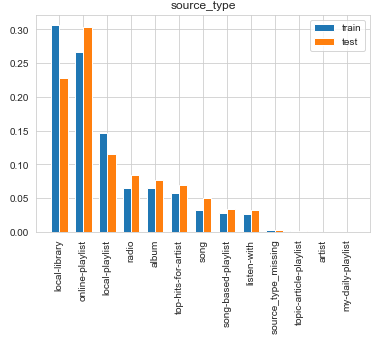 source_type
train
test
0.30
0.25
0.20
0.15
0.10
0.05
0.00
local-library
online-playlist
local-playlist
radio
album
top-hits-for-artist
song
song-based-playlist
listen-with
source_type_missing
topic-article-playlist
artist
my-daily-playlist